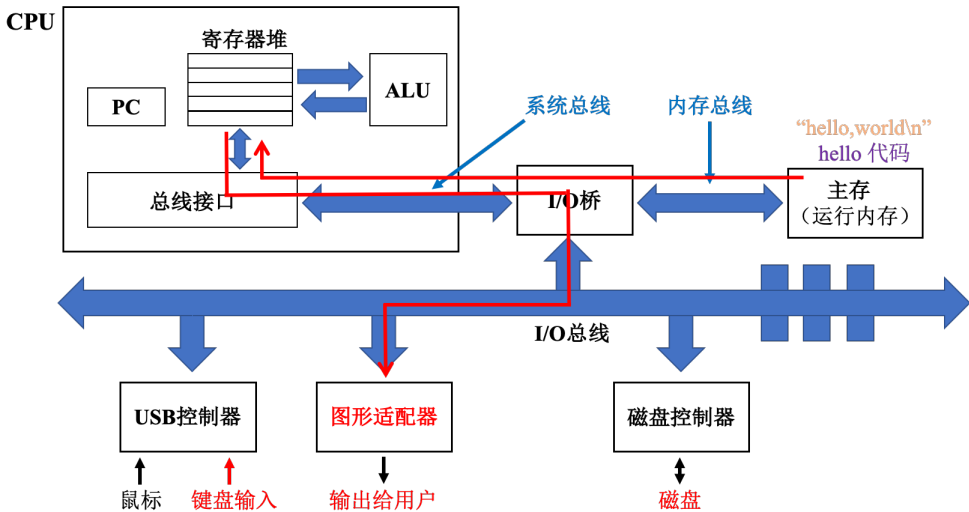 CPU
寄存器堆
PC
ALU
系统总线
内存总线
“hello,world\n”
hello 代码
总线接口
I/O桥
主存
（运行内存）
I/O总线
USB控制器
图形适配器
磁盘控制器
鼠标
键盘输入
输出给用户
磁盘